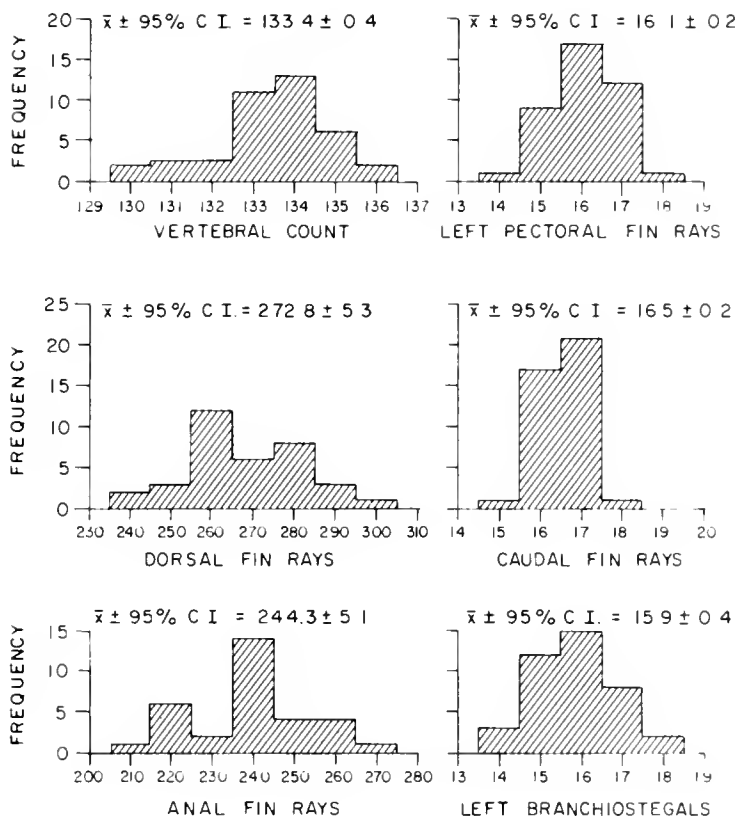 x̄ ± 95% C I. = 133 4 ± 0 4
FREQUENCY
20
15
10
5
0
129 130 131 132 133 134 135 136 137
VERTEBRAL COUNT
x̄ ± 95% C I = 16 1 ± 0 2
13 14 15 16 17 18 19
LEFT PECTORAL FIN RAYS
x̄ ± 95% C I. = 272 8 ± 5 3
FREQUENCY
25
20
15
10
5
0
230 240 250 260 270 280 290 300 310
DORSAL FIN RAYS
x̄ ± 95% C I = 16 5 ± 0 2
14 15 16 17 18 19 20
CAUDAL FIN RAYS
x̄ ± 95% C I = 244.3 ± 5 1
FREQUENCY
15
10
5
0
200 210 220 230 240 250 260 270 280
ANAL FIN RAYS
x̄ ± 95% C I. = 15 9 ± 0 4
13 14 15 16 17 18 19
LEFT BRANCHIOSTEGALS